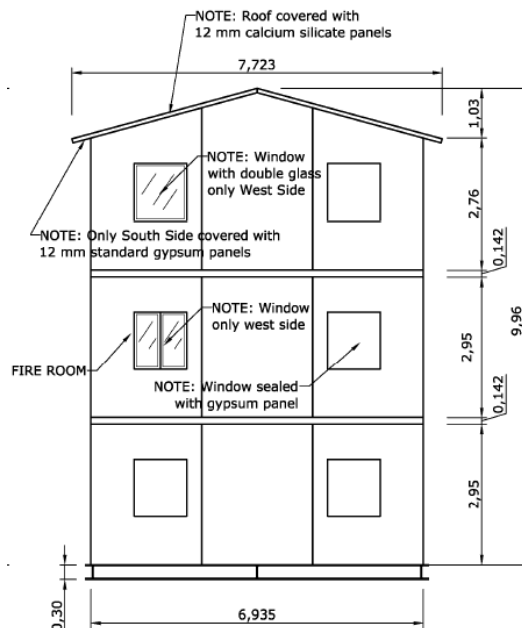 NOTE: Roof covered with
12 mm calcium silicate panels
7,723
1,03
NOTE: Window
with double glass
only West Side
2,76
NOTE: Only South Side covered with
12 mm standard gypsum panels
0,142
9,96
NOTE: Window
only west side
2,95
FIRE ROOM
NOTE: Window sealed
with gypsum panel
0,142
2,95
0,30
6,935